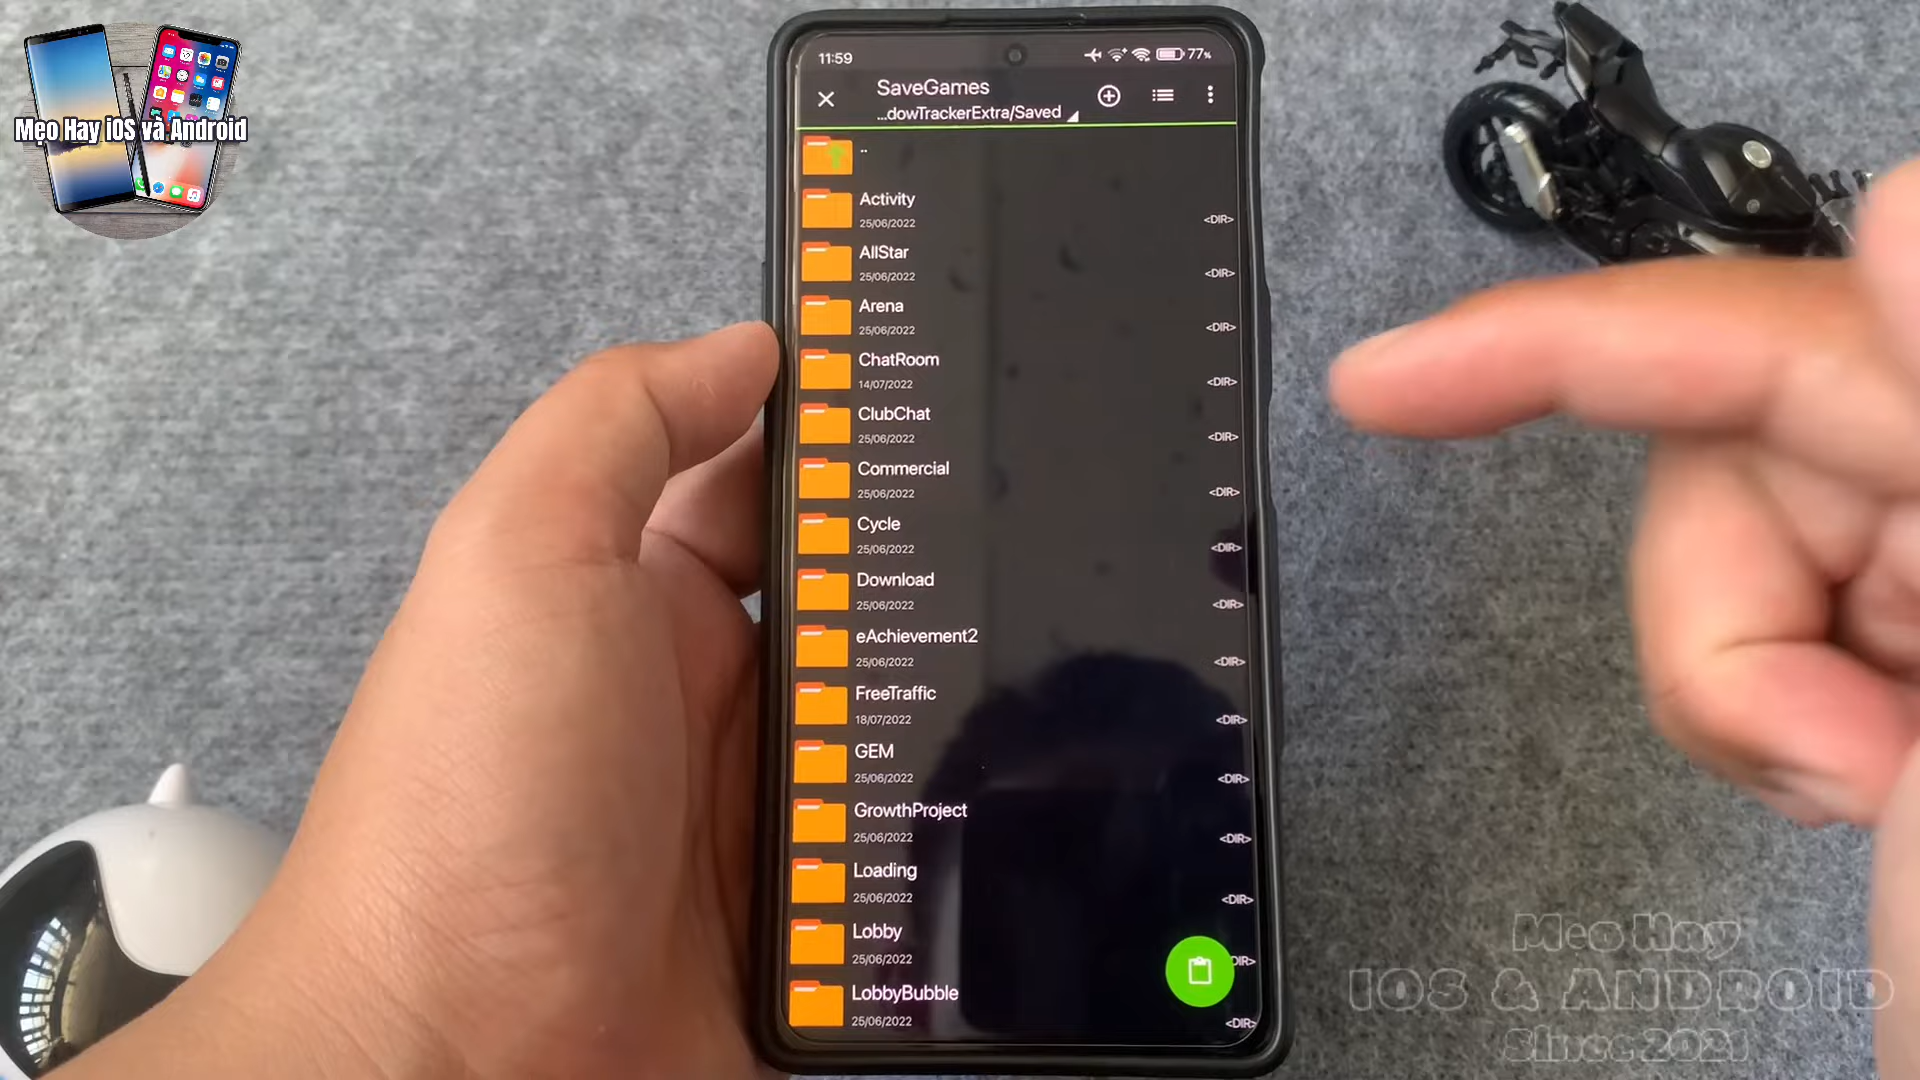 Mẹo Hay iOS và Android
11:59
77%
SaveGames
...dowTrackerExtra/Saved
..
Activity
25/06/2022
<DIR>
AllStar
25/06/2022
<DIR>
Arena
25/06/2022
<DIR>
ChatRoom
14/07/2022
<DIR>
ClubChat
25/06/2022
<DIR>
Commercial
25/06/2022
<DIR>
Cycle
25/06/2022
<DIR>
Download
25/06/2022
<DIR>
eAchievement2
25/06/2022
<DIR>
FreeTraffic
18/07/2022
<DIR>
GEM
25/06/2022
<DIR>
GrowthProject
25/06/2022
<DIR>
Loading
25/06/2022
<DIR>
Lobby
25/06/2022
DIR>
LobbyBubble
25/06/2022
<DIR>
Mẹo Hay
IOS & ANDROID
Since 2021